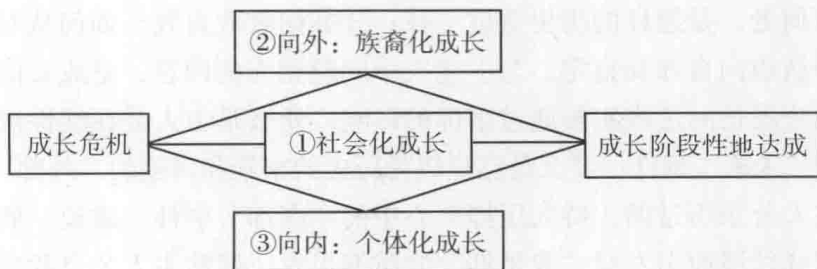 ②向外：族裔化成长
成长危机
①社会化成长
成长阶段性地达成
③向内：个体化成长